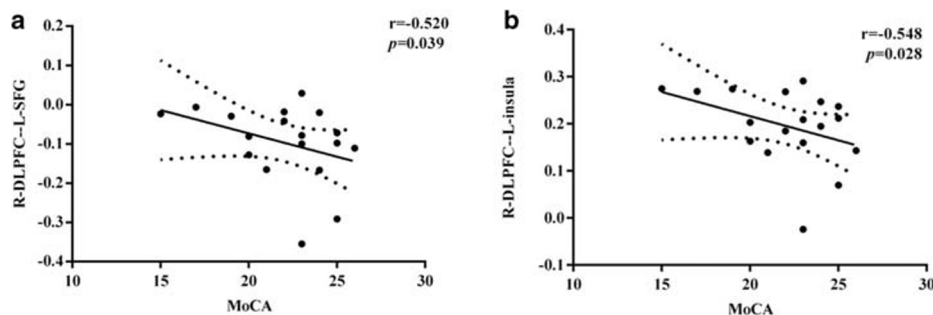 a
r=-0.520
p=0.039
R-DLPFC--L-SFG
0.2
0.1
-0.0
-0.1
-0.2
-0.3
-0.4
10 15 20 25 30
MoCA
b
r=-0.548
p=0.028
R-DLPFC--L-insula
0.4
0.3
0.2
0.1
0.0
-0.1
10 15 20 25 30
MoCA